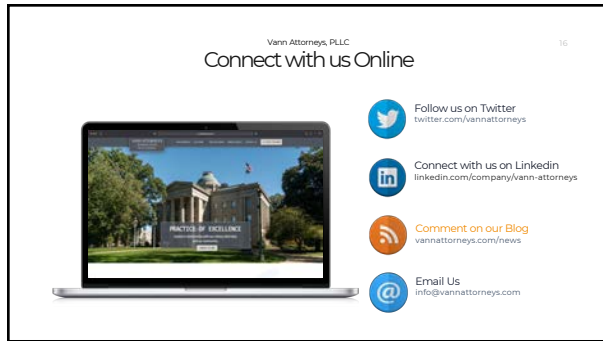 Vann Attorneys, PLLC
16
Connect with us Online
Follow us on Twitter
twitter.com/vannattorneys
Connect with us on Linkedin
linkedin.com/company/vann-attorneys
Comment on our Blog
vannattorneys.com/news
Email Us
info@vannattorneys.com
VANN ATTORNEYS
PRACTICE OF EXCELLENCE